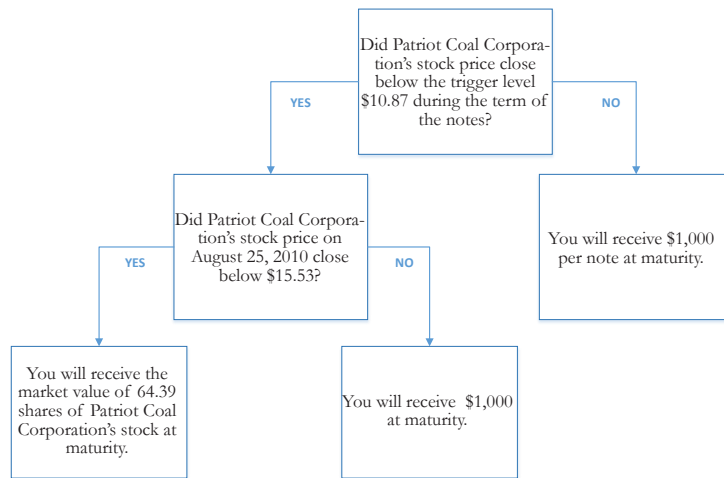 Did Patriot Coal Corpora-
tion's stock price close
below the trigger level
$10.87 during the term of
the notes?
YES
NO
Did Patriot Coal Corpora-
tion's stock price on
August 25, 2010 close
below $15.53?
You will receive $1,000
per note at maturity.
YES
NO
You will receive the
market value of 64.39
shares of Patriot Coal
Corporation's stock at
maturity.
You will receive $1,000
at maturity.